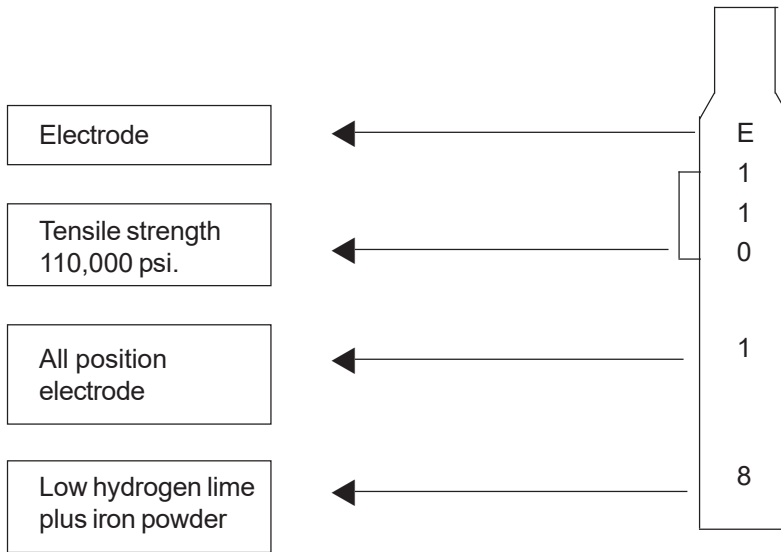 Electrode
Tensile strength
110,000 psi.
All position
electrode
Low hydrogen lime
plus iron powder
E
1
1
0
1
8